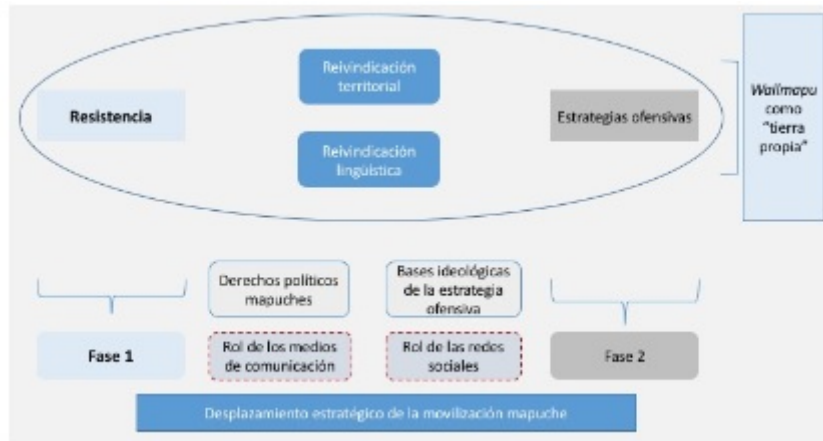 Reivindicación
territorial
Resistencia
Estrategias ofensivas
Reivindicación
lingüística
Wallmapu
como
"tierra
propia"
Derechos políticos
mapuches
Bases ideológicas
de la estrategia
ofensiva
Fase 1
Rol de los medios
de comunicación
Rol de las redes
sociales
Fase 2
Desplazamiento estratégico de la movilización mapuche